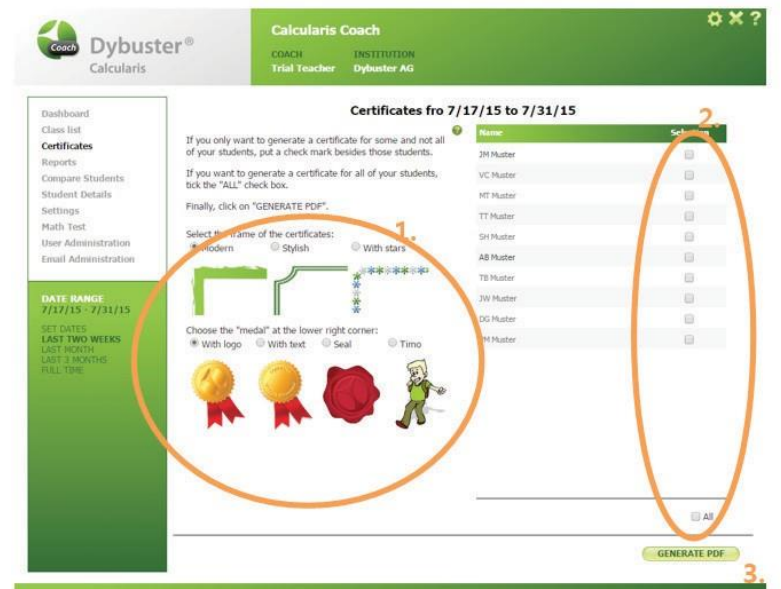 Coach
Dybuster®
Calcularis
Calcularis Coach
COACH INSTITUTION
Trial Teacher Dybuster AG
?
Dashboard
Class list
Certificates
Reports
Compare Students
Student Details
Settings
Math Test
User Administration
Email Administration
DATE RANGE
7/17/15 - 7/31/15
SET DATES
LAST TWO WEEKS
LAST MONTH
LAST 3 MONTHS
FULL TIME
Certificates fro 7/17/15 to 7/31/15
If you only want to generate a certificate for some and not all
of your students, put a check mark besides those students.
If you want to generate a certificate for all of your students,
tick the "ALL" check box.
Finally, click on "GENERATE PDF".
1.
Select the frame of the certificates:
Modern Stylish With stars
Choose the "medal" at the lower right corner:
With logo With text Seal Timo
?
2.
Name Selection
JM Muster
VC Muster
MT Muster
TT Muster
SH Muster
AB Muster
TB Muster
JW Muster
DG Muster
Muster
All
GENERATE PDF
3.